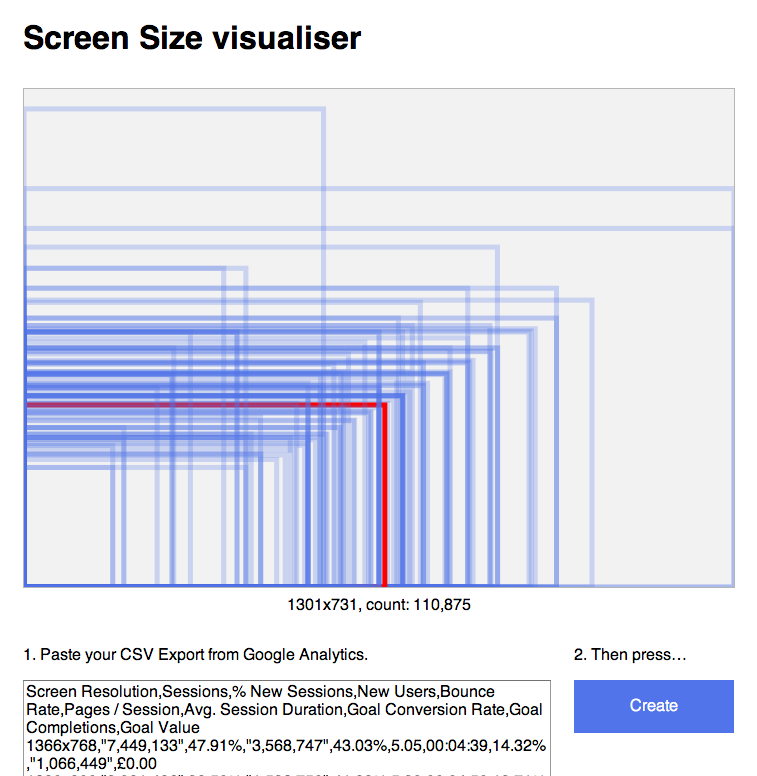 Screen Size visualiser
1301x731, count: 110,875
1. Paste your CSV Export from Google Analytics.
2. Then press…
Screen Resolution,Sessions,% New Sessions,New Users,Bounce
Rate,Pages / Session,Avg. Session Duration,Goal Conversion Rate,Goal
Completions,Goal Value
1366x768,"7,449,133",47.91%,"3,568,747",43.03%,5.05,00:04:39,14.32%
,"1,066,449",£0.00
Create